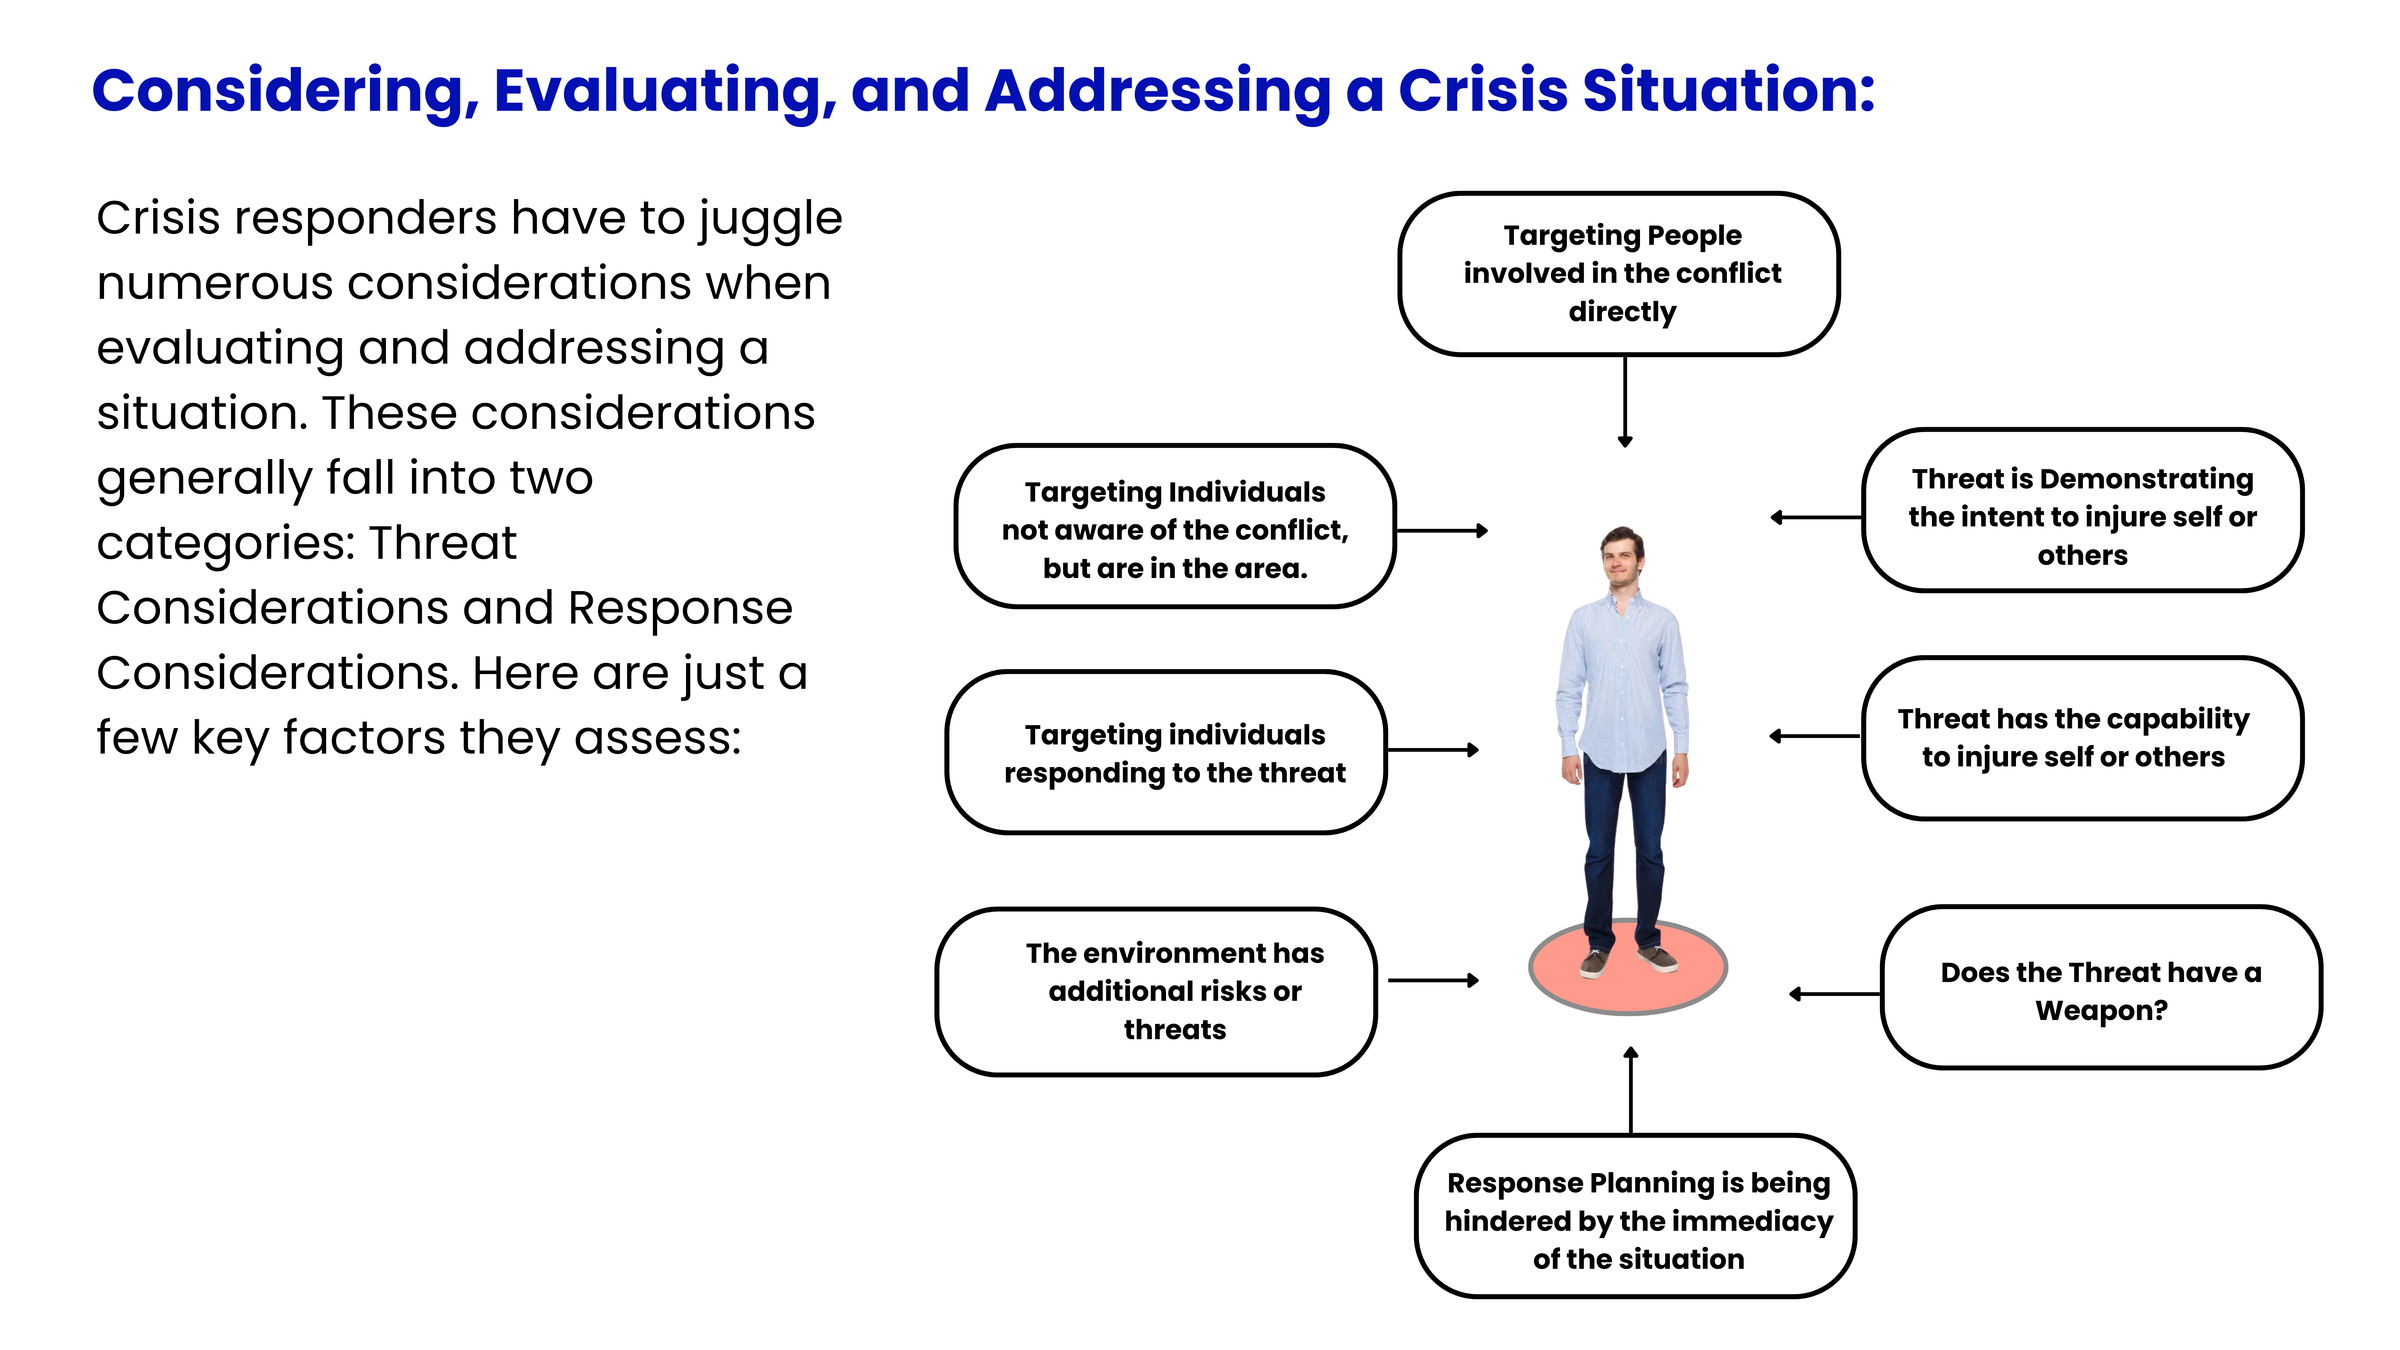 Considering, Evaluating, and Addressing a Crisis Situation:
Crisis responders have to juggle
numerous considerations when
evaluating and addressing a
situation. These considerations
generally fall into two
categories: Threat
Considerations and Response
Considerations. Here are just a
few key factors they assess:
Targeting People
involved in the conflict
directly
Targeting Individuals
not aware of the conflict,
but are in the area.
Threat is Demonstrating
the intent to injure self or
others
Targeting individuals
responding to the threat
Threat has the capability
to injure self or others
The environment has
additional risks or
threats
Does the Threat have a
Weapon?
Response Planning is being
hindered by the immediacy
of the situation